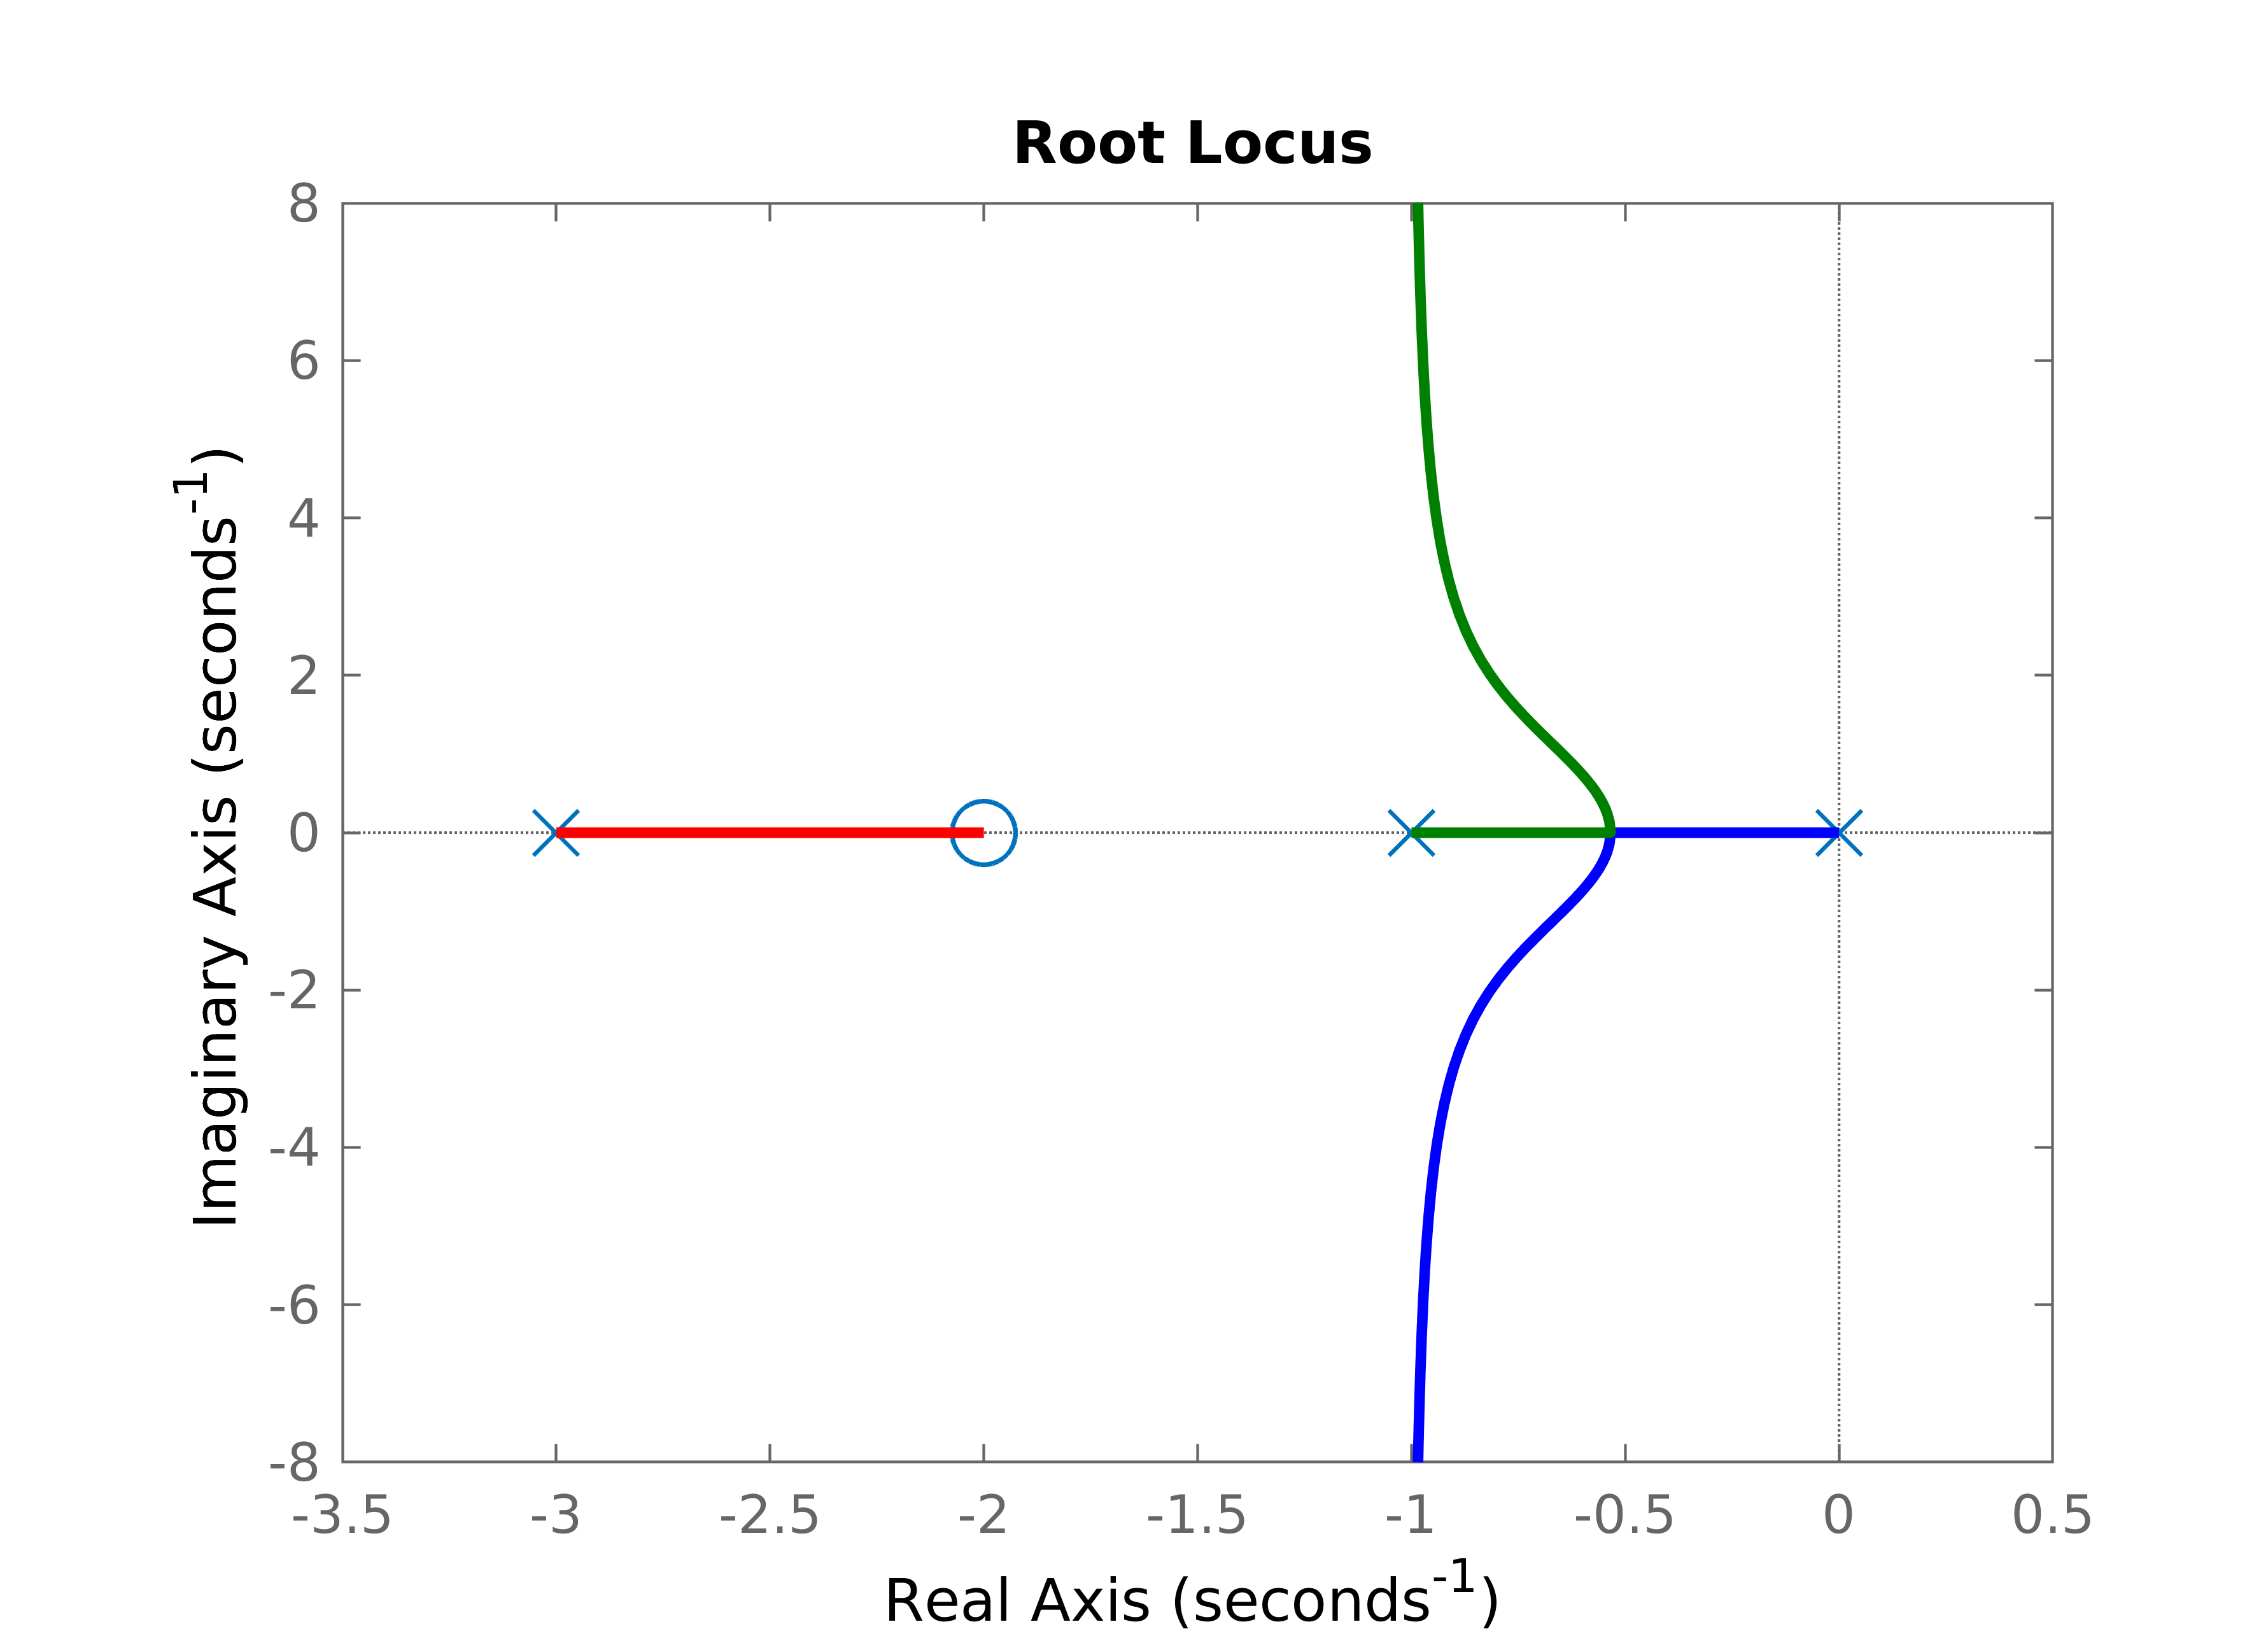 Root Locus
8
6
4
2
0
-2
-4
-6
-8
Imaginary Axis (seconds⁻¹)
-3.5 -3 -2.5 -2 -1.5 -1 -0.5 0 0.5
Real Axis (seconds⁻¹)